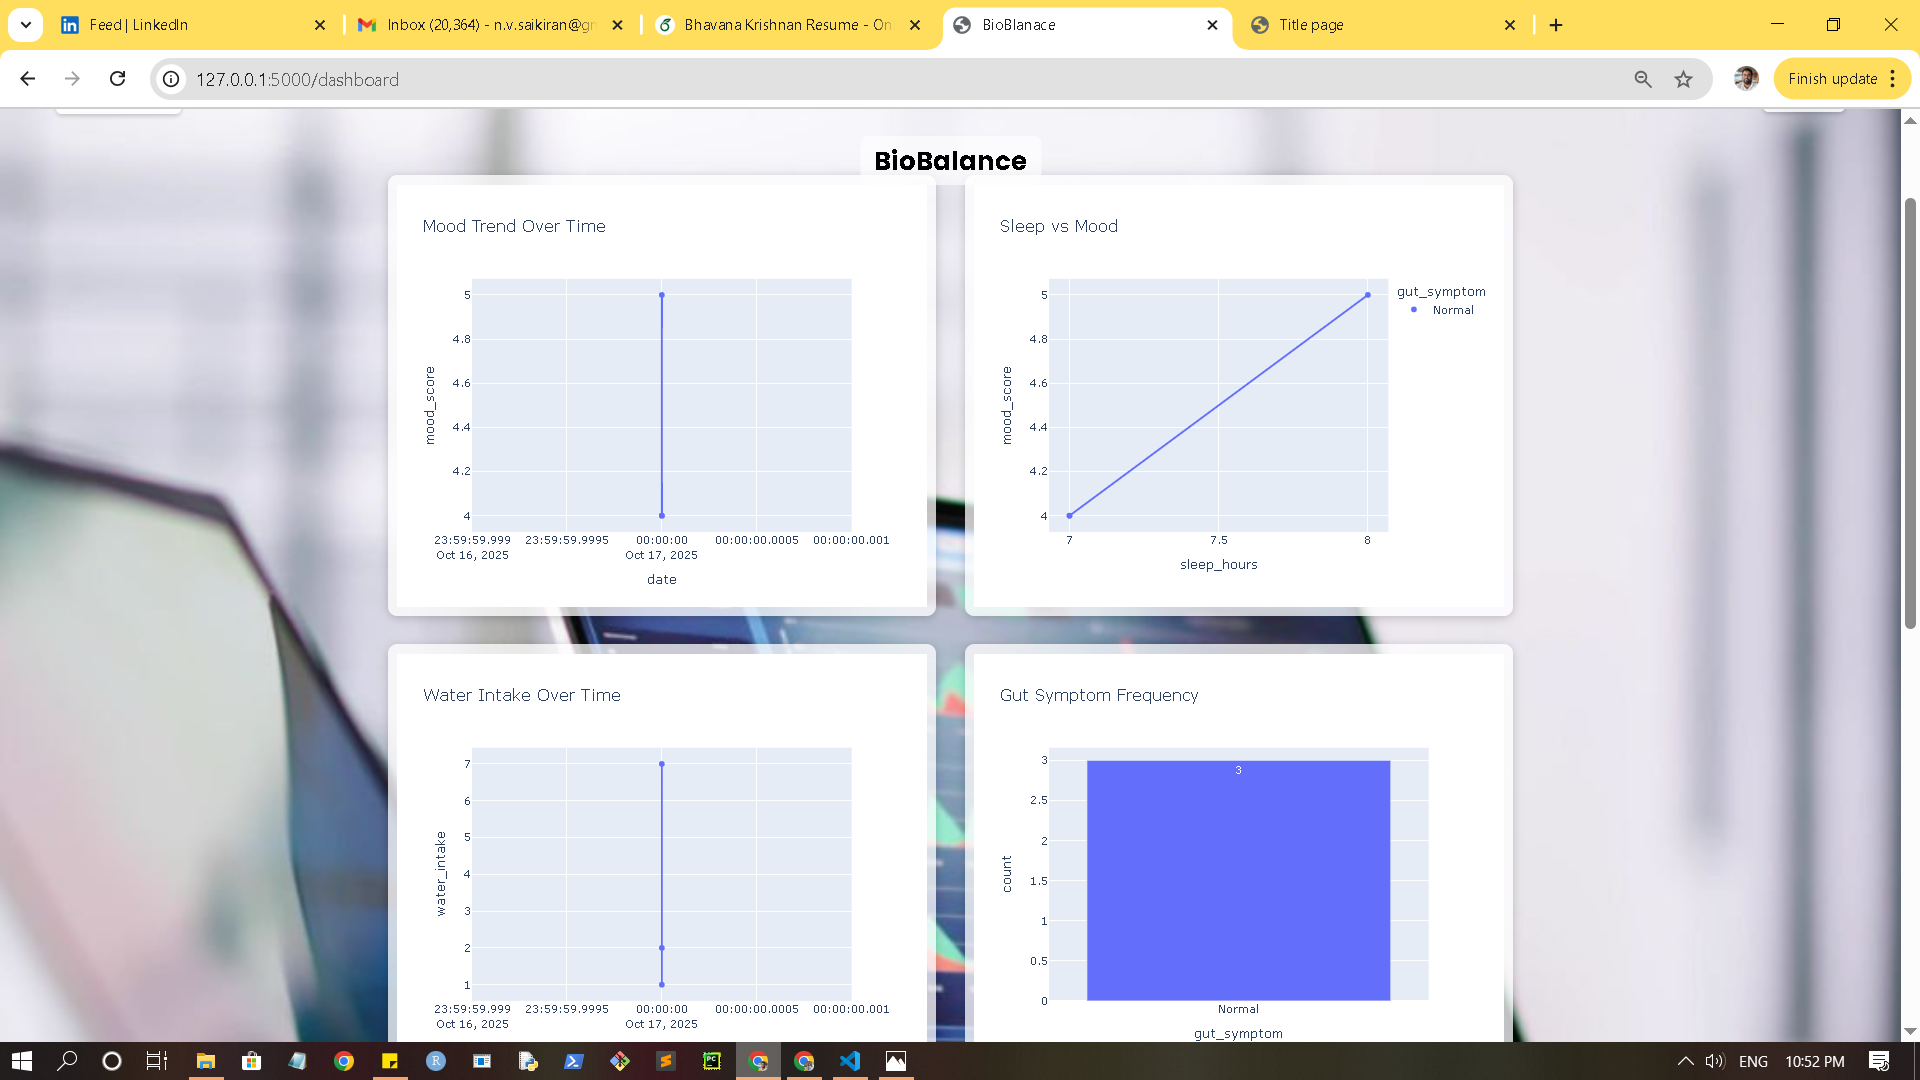 Feed | LinkedIn
Inbox (20,364) - n.v.saikiran@gr
Bhavana Krishnan Resume - On
BioBlanace
Title page
127.0.0.1:5000/dashboard
Finish update
BioBalance
Mood Trend Over Time
5
4.8
4.6
4.4
4.2
4
mood_score
23:59:59.999 23:59:59.9995 00:00:00 00:00:00.0005 00:00:00.001
Oct 16, 2025 Oct 17, 2025
date
Sleep vs Mood
gut_symptom
Normal
5
4.8
4.6
4.4
4.2
4
mood_score
7 7.5 8
sleep_hours
Water Intake Over Time
7
6
5
4
3
2
1
water_intake
23:59:59.999 23:59:59.9995 00:00:00 00:00:00.0005 00:00:00.001
Oct 16, 2025 Oct 17, 2025
Gut Symptom Frequency
3
3
2.5
2
1.5
1
0.5
0
count
Normal
gut_symptom
R
PC
ENG
10:52 PM